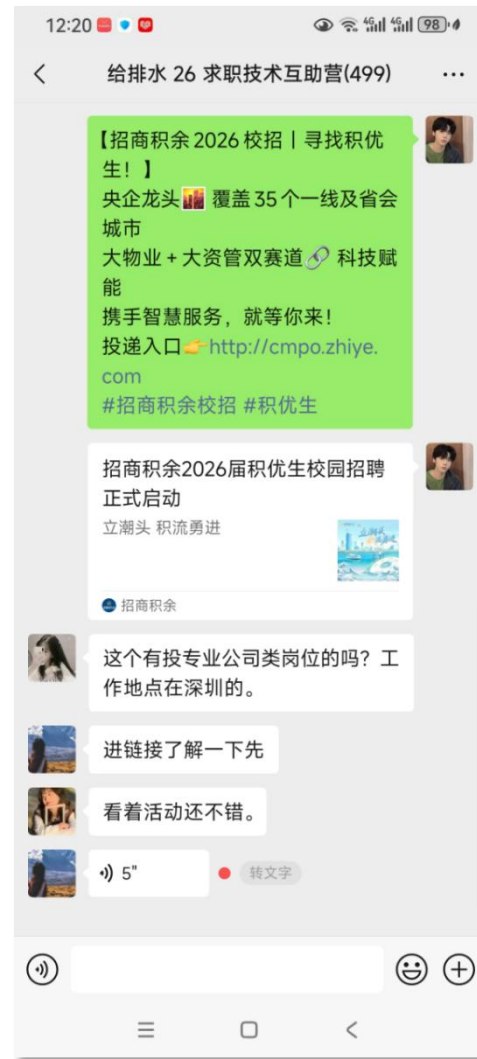 12:20
4G 4G 98
给排水 26 求职技术互助营(499)
【招商积余2026校招丨寻找积优
生！】
央企龙头🌇 覆盖35个一线及省会
城市
大物业+大资管双赛道🔗 科技赋
能
携手智慧服务，就等你来！
投递入口👉http://cmpo.zhiye.
com
#招商积余校招 #积优生
招商积余2026届积优生校园招聘
正式启动
立潮头 积流勇进
招商积余
这个有投专业公司类岗位的吗？工
作地点在深圳的。
进链接了解一下先
看着活动还不错。
5"
转文字